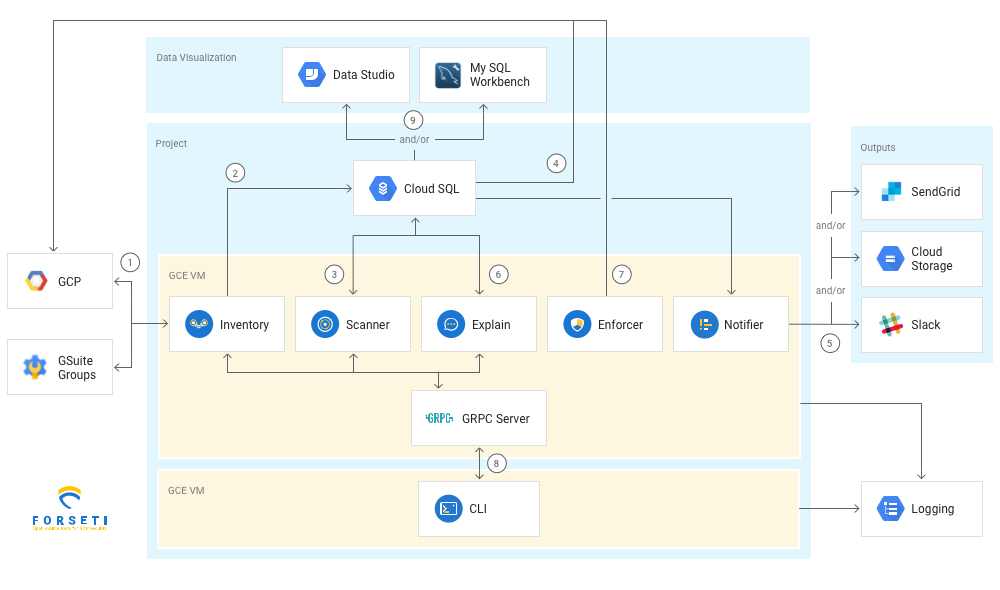 Data Visualization
Data Studio
My SQL
Workbench
9
and/or
Project
2
4
Cloud SQL
Outputs
SendGrid
and/or
Cloud
Storage
and/or
Slack
5
1
GCP
GSuite
Groups
GCE VM
3
6
7
Inventory
Scanner
Explain
Enforcer
Notifier
GRPC
GRPC Server
8
GCE VM
CLI
Logging
FORSETI